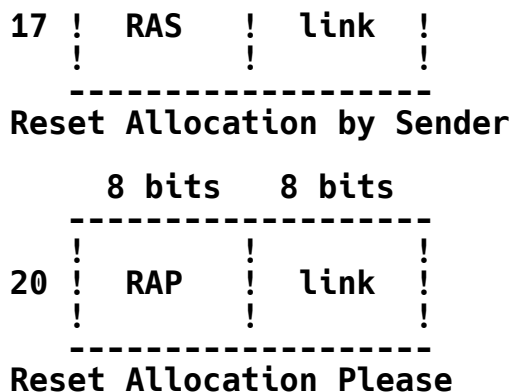 17 ! RAS ! link !
! ! !
-------------------
Reset Allocation by Sender
8 bits 8 bits
-------------------
! ! !
20 ! RAP ! link !
! ! !
-------------------
Reset Allocation Please